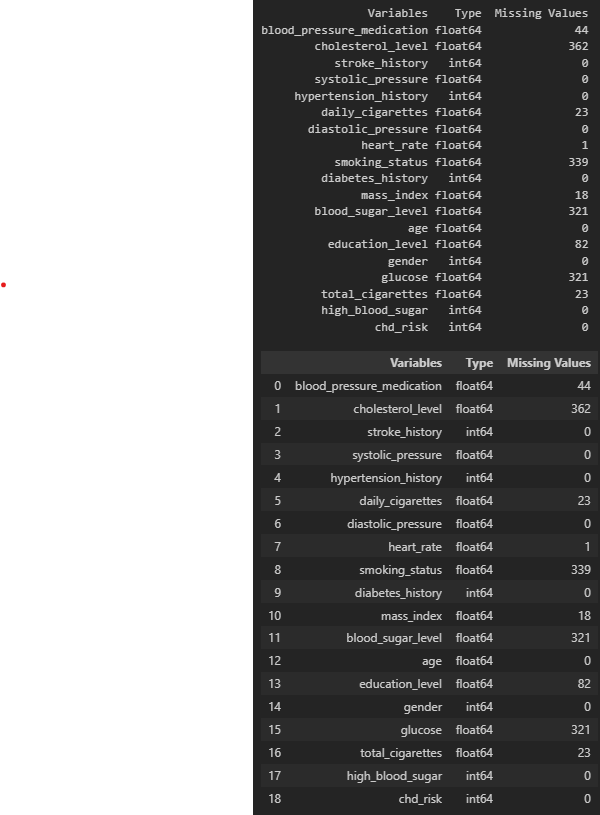 Variables Type Missing Values
blood_pressure_medication float64 44
cholesterol_level float64 362
stroke_history int64 0
systolic_pressure float64 0
hypertension_history int64 0
daily_cigarettes float64 23
diastolic_pressure float64 0
heart_rate float64 1
smoking_status float64 339
diabetes_history int64 0
mass_index float64 18
blood_sugar_level float64 321
age float64 0
education_level float64 82
gender int64 0
glucose float64 321
total_cigarettes float64 23
high_blood_sugar int64 0
chd_risk int64 0
Variables Type Missing Values
0 blood_pressure_medication float64 44
1 cholesterol_level float64 362
2 stroke_history int64 0
3 systolic_pressure float64 0
4 hypertension_history int64 0
5 daily_cigarettes float64 23
6 diastolic_pressure float64 0
7 heart_rate float64 1
8 smoking_status float64 339
9 diabetes_history int64 0
10 mass_index float64 18
11 blood_sugar_level float64 321
12 age float64 0
13 education_level float64 82
14 gender int64 0
15 glucose float64 321
16 total_cigarettes float64 23
17 high_blood_sugar int64 0
18 chd_risk int64 0